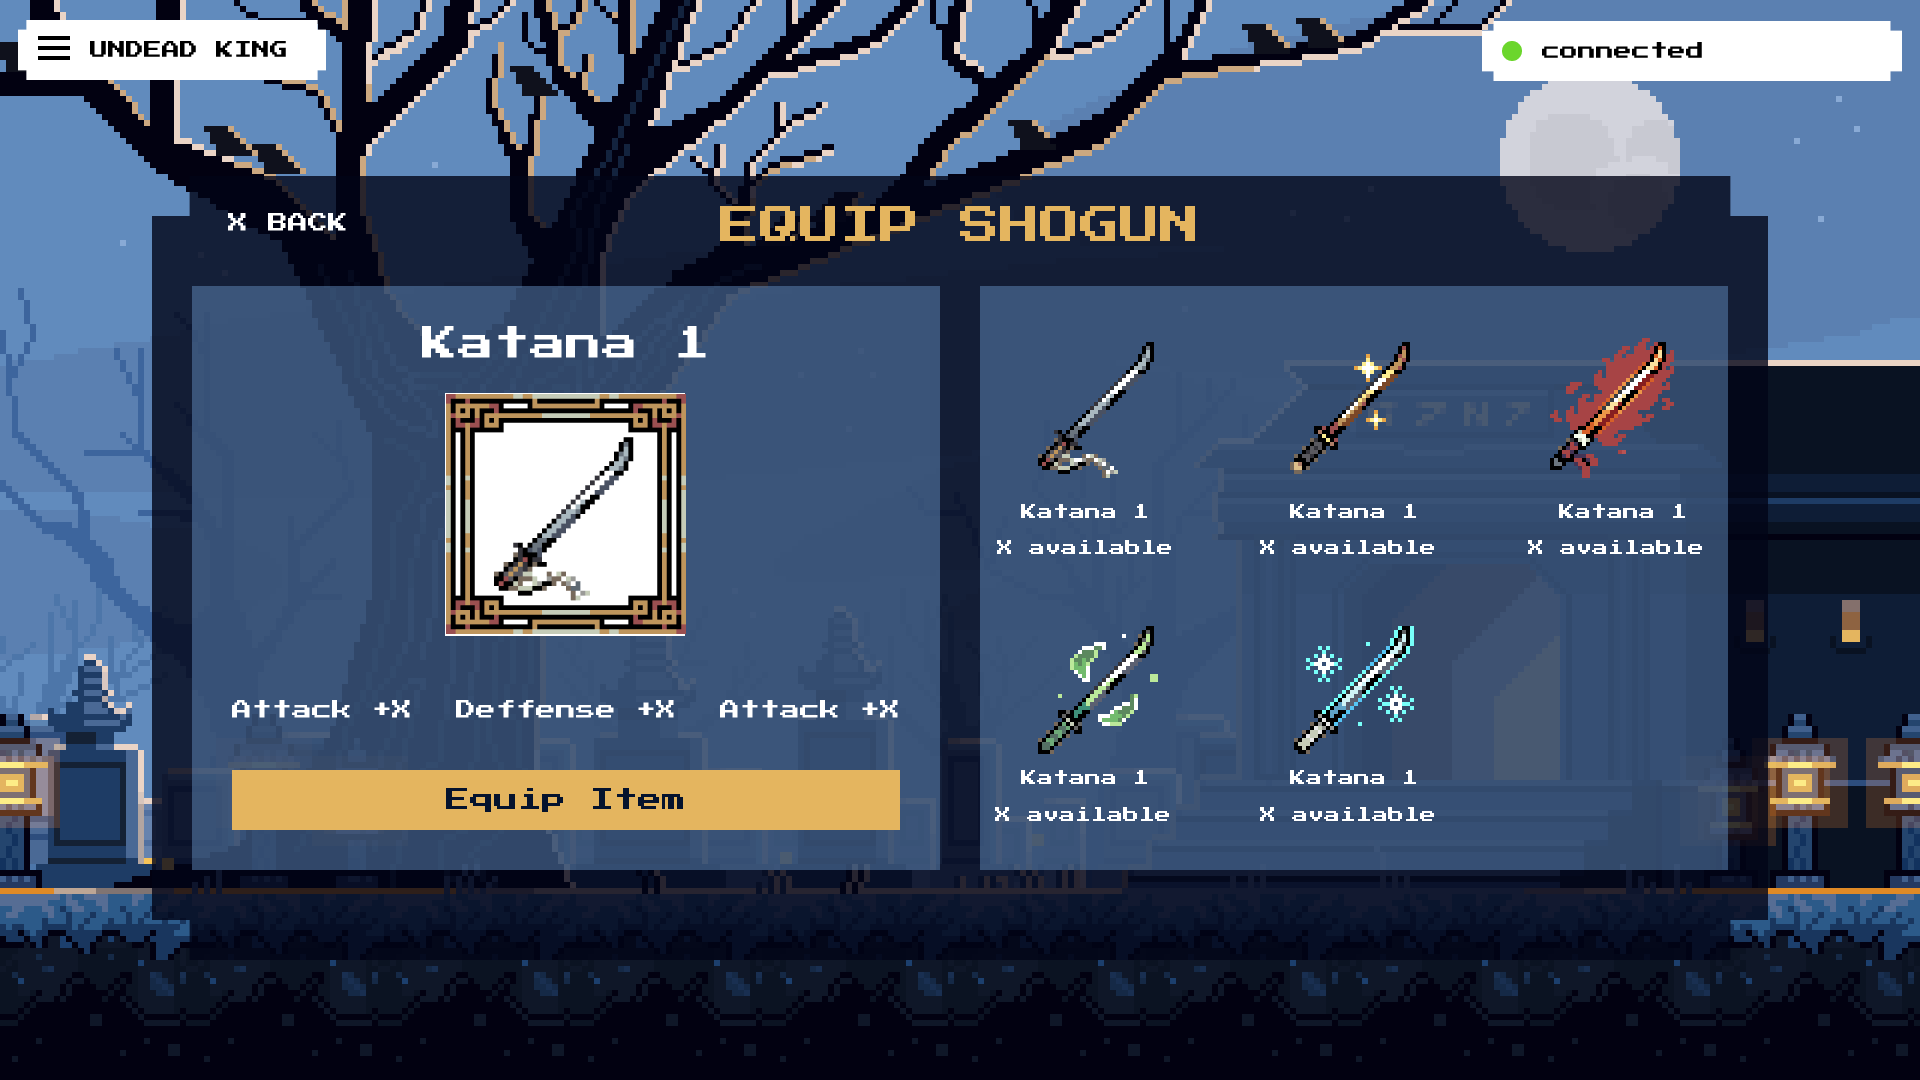 UNDEAD KING
connected
X BACK
EQUIP SHOGUN
Katana 1
Attack +X Deffense +X Attack +X
Equip Item
Katana 1 Katana 1 Katana 1
X available X available X available
Katana 1 Katana 1
X available X available